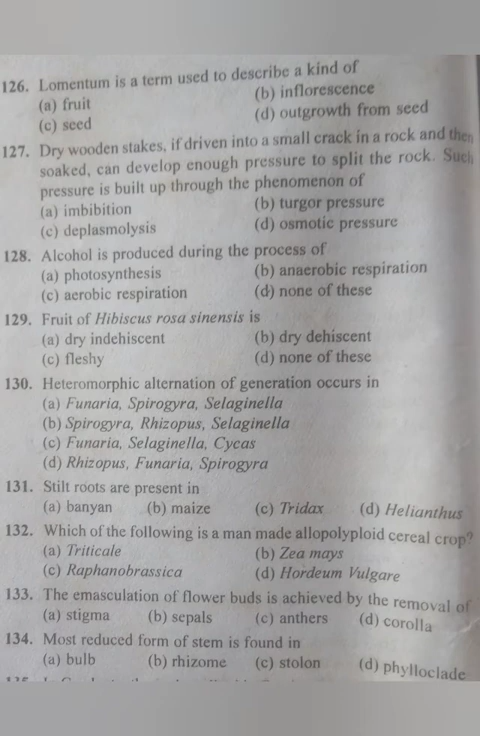 126. Lomentum is a term used to describe a kind of
(a) fruit (b) inflorescence
(c) seed (d) outgrowth from seed
127. Dry wooden stakes, if driven into a small crack in a rock and then
soaked, can develop enough pressure to split the rock. Such
pressure is built up through the phenomenon of
(a) imbibition (b) turgor pressure
(c) deplasmolysis (d) osmotic pressure
128. Alcohol is produced during the process of
(a) photosynthesis (b) anaerobic respiration
(c) aerobic respiration (d) none of these
129. Fruit of Hibiscus rosa sinensis is
(a) dry indehiscent (b) dry dehiscent
(c) fleshy (d) none of these
130. Heteromorphic alternation of generation occurs in
(a) Funaria, Spirogyra, Selaginella
(b) Spirogyra, Rhizopus, Selaginella
(c) Funaria, Selaginella, Cycas
(d) Rhizopus, Funaria, Spirogyra
131. Stilt roots are present in
(a) banyan (b) maize (c) Tridax (d) Helianthus
132. Which of the following is a man made allopolyploid cereal crop?
(a) Triticale (b) Zea mays
(c) Raphanobrassica (d) Hordeum Vulgare
133. The emasculation of flower buds is achieved by the removal of
(a) stigma (b) sepals (c) anthers (d) corolla
134. Most reduced form of stem is found in
(a) bulb (b) rhizome (c) stolon (d) phylloclade